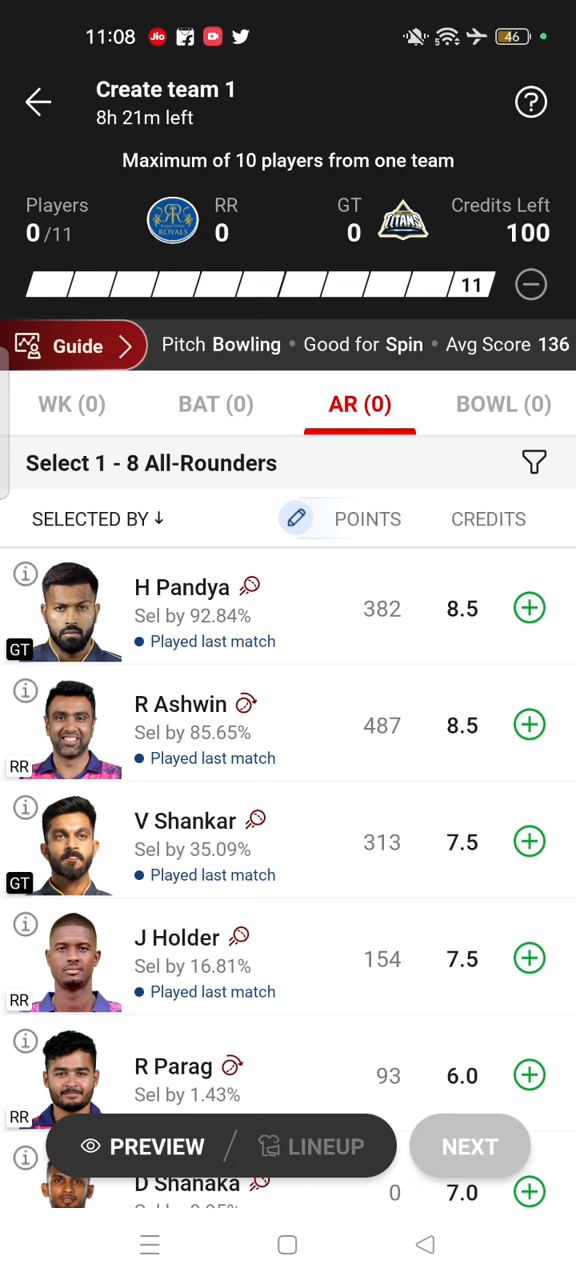 11:08 Jio 46
Create team 1
8h 21m left
Maximum of 10 players from one team
Players RR GT Credits Left
0/11 0 0 100
11
Guide Pitch Bowling • Good for Spin • Avg Score 136
WK (0) BAT (0) AR (0) BOWL (0)
Select 1 - 8 All-Rounders
SELECTED BY ↓ POINTS CREDITS
H Pandya
Sel by 92.84% 382 8.5
GT • Played last match
R Ashwin
Sel by 85.65% 487 8.5
RR • Played last match
V Shankar
Sel by 35.09% 313 7.5
GT • Played last match
J Holder
Sel by 16.81% 154 7.5
RR • Played last match
R Parag 93 6.0
Sel by 1.43%
RR
PREVIEW / LINEUP NEXT
D Shanaka 0 7.0